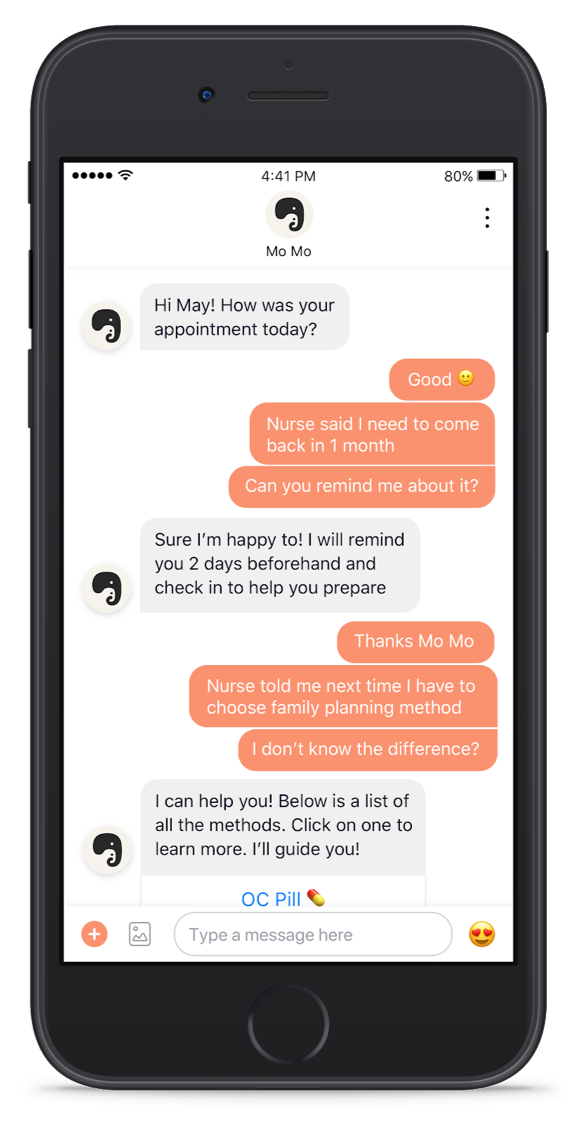 4:41 PM
80%
Mo Mo
Hi May! How was your
appointment today?
Good 🙂
Nurse said I need to come
back in 1 month
Can you remind me about it?
Sure I’m happy to! I will remind
you 2 days beforehand and
check in to help you prepare
Thanks Mo Mo
Nurse told me next time I have to
choose family planning method
I don’t know the difference?
I can help you! Below is a list of
all the methods. Click on one to
learn more. I’ll guide you!
OC Pill 💊
Type a message here